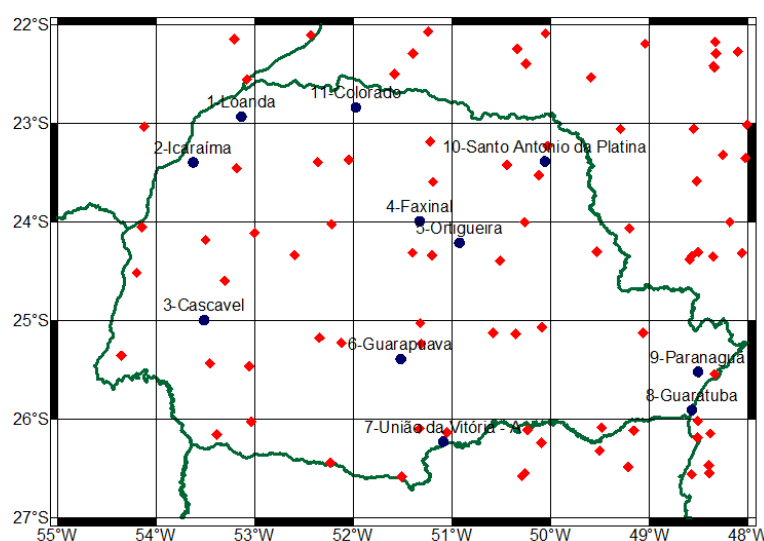 22°S
11-Colorado
1-Loanda
23°S
2-Icaraíma
10-Santo Antonio da Platina
4-Faxinal
24°S
5-Ortigueira
3-Cascavel
25°S
6-Guarapuava
9-Paranaguá
8-Guaratuba
26°S
7-União da Vitória - A
27°S
55°W 54°W 53°W 52°W 51°W 50°W 49°W 48°W